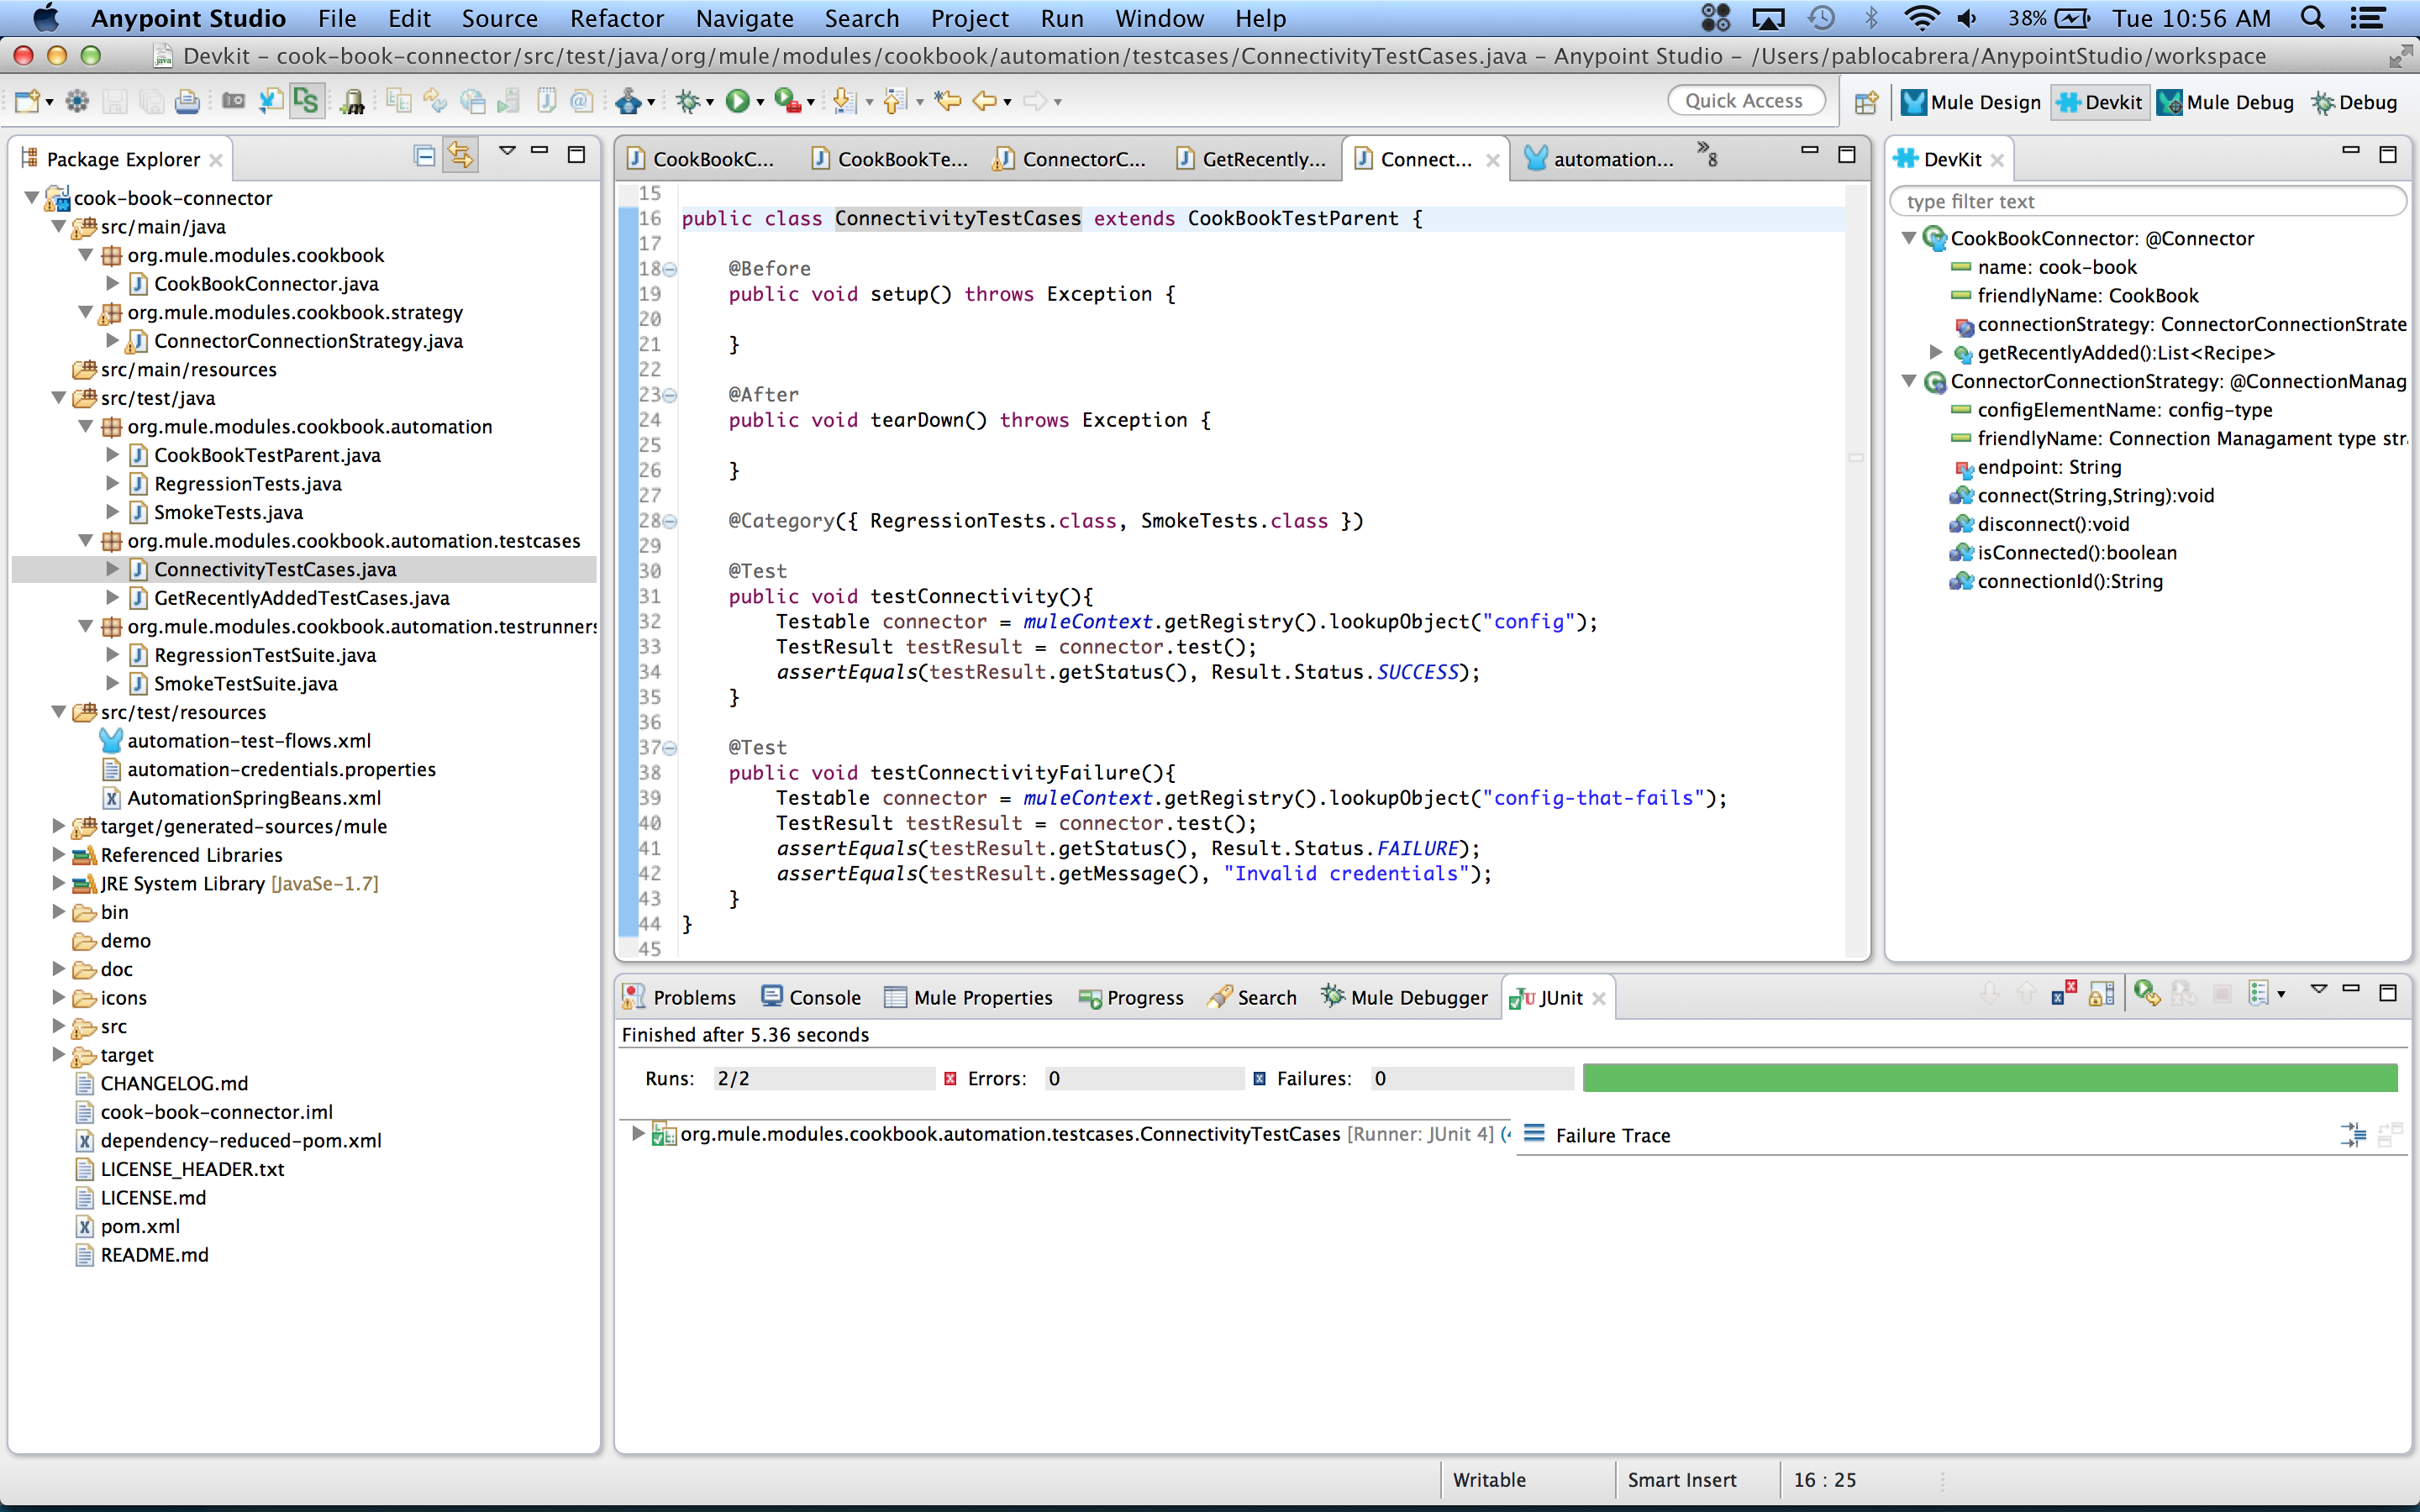 Anypoint Studio File Edit Source Refactor Navigate Search Project Run Window Help 38% Tue 10:56 AM
Devkit – cook-book-connector/src/test/java/org/mule/modules/cookbook/automation/testcases/ConnectivityTestCases.java – Anypoint Studio – /Users/pablocabrera/AnypointStudio/workspace
Quick Access Mule Design Devkit Mule Debug Debug
Package Explorer
cook-book-connector
src/main/java
org.mule.modules.cookbook
CookBookConnector.java
org.mule.modules.cookbook.strategy
ConnectorConnectionStrategy.java
src/main/resources
src/test/java
org.mule.modules.cookbook.automation
CookBookTestParent.java
RegressionTests.java
SmokeTests.java
org.mule.modules.cookbook.automation.testcases
ConnectivityTestCases.java
GetRecentlyAddedTestCases.java
org.mule.modules.cookbook.automation.testrunners
RegressionTestSuite.java
SmokeTestSuite.java
src/test/resources
automation-test-flows.xml
automation-credentials.properties
AutomationSpringBeans.xml
target/generated-sources/mule
Referenced Libraries
JRE System Library [JavaSe-1.7]
bin
demo
doc
icons
src
target
CHANGELOG.md
cook-book-connector.iml
dependency-reduced-pom.xml
LICENSE_HEADER.txt
LICENSE.md
pom.xml
README.md
CookBookC... CookBookTe... ConnectorC... GetRecently... Connect... automation... »8
15
16 public class ConnectivityTestCases extends CookBookTestParent {
17
18 @Before
19 public void setup() throws Exception {
20
21 }
22
23 @After
24 public void tearDown() throws Exception {
25
26 }
27
28 @Category({ RegressionTests.class, SmokeTests.class })
29
30 @Test
31 public void testConnectivity(){
32 Testable connector = muleContext.getRegistry().lookupObject("config");
33 TestResult testResult = connector.test();
34 assertEquals(testResult.getStatus(), Result.Status.SUCCESS);
35 }
36
37 @Test
38 public void testConnectivityFailure(){
39 Testable connector = muleContext.getRegistry().lookupObject("config-that-fails");
40 TestResult testResult = connector.test();
41 assertEquals(testResult.getStatus(), Result.Status.FAILURE);
42 assertEquals(testResult.getMessage(), "Invalid credentials");
43 }
44 }
45
DevKit
type filter text
CookBookConnector: @Connector
name: cook-book
friendlyName: CookBook
connectionStrategy: ConnectorConnectionStrate
getRecentlyAdded():List<Recipe>
ConnectorConnectionStrategy: @ConnectionManag
configElementName: config-type
friendlyName: Connection Managament type str
endpoint: String
connect(String,String):void
disconnect():void
isConnected():boolean
connectionId():String
Problems Console Mule Properties Progress Search Mule Debugger JUnit
Finished after 5.36 seconds
Runs: 2/2 Errors: 0 Failures: 0
org.mule.modules.cookbook.automation.testcases.ConnectivityTestCases [Runner: JUnit 4] (
Failure Trace
Writable Smart Insert 16 : 25